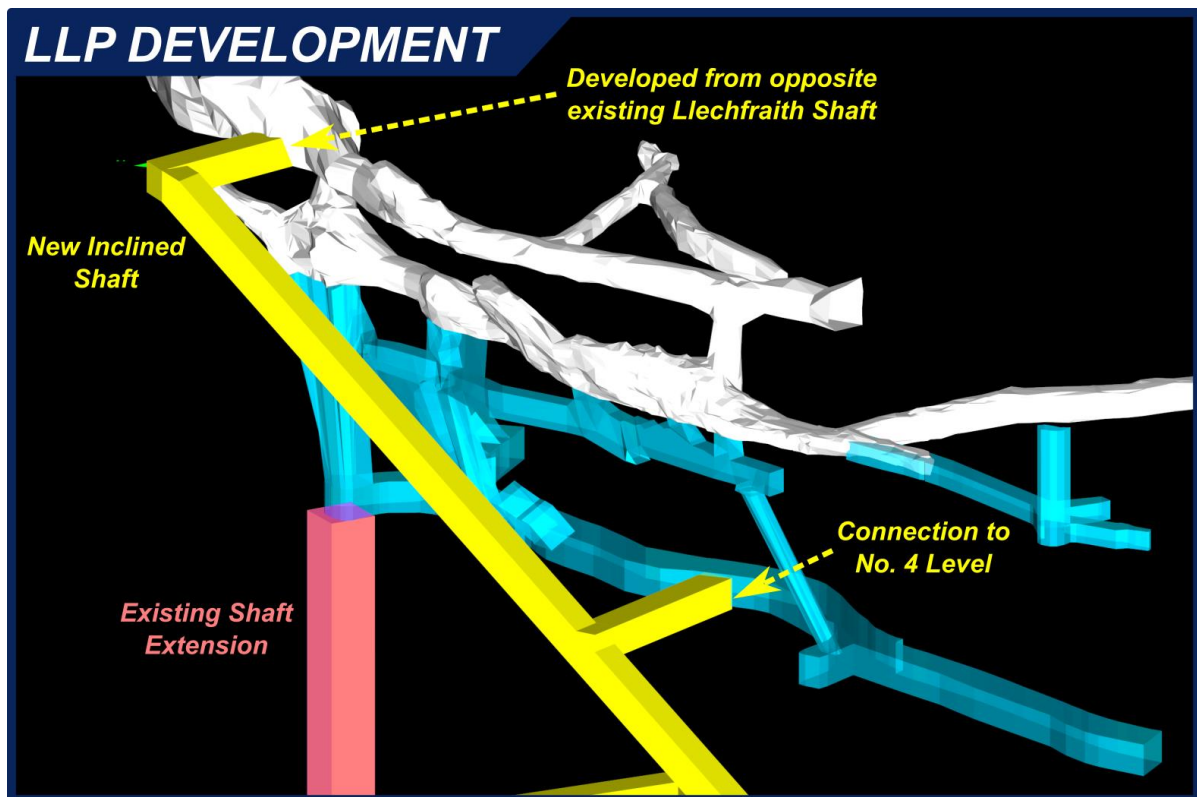 LLP DEVELOPMENT
Developed from opposite
existing Llechfraith Shaft
New Inclined
Shaft
Connection to
No. 4 Level
Existing Shaft
Extension